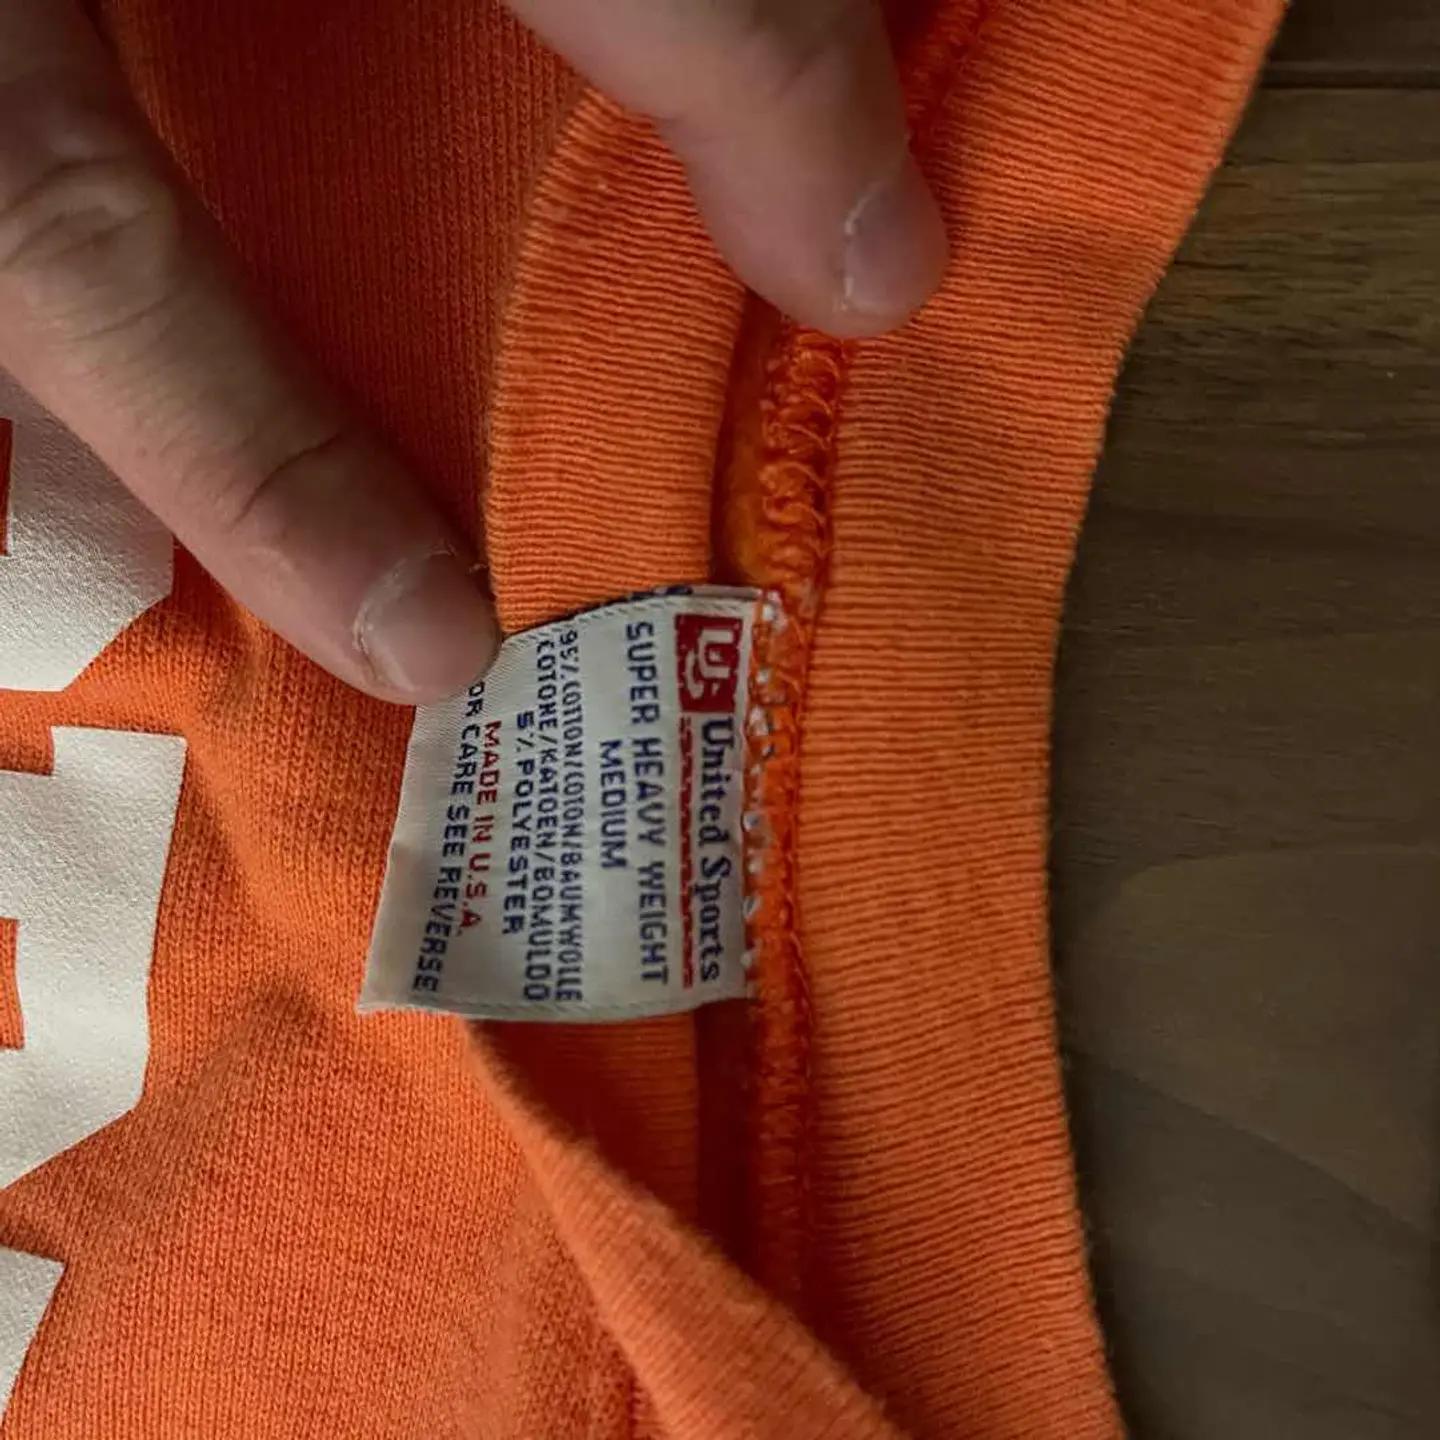 US
United Sports
SUPER HEAVY WEIGHT
MEDIUM
95% COTTON/COTON/BAUMWOLLE
COTONE/KATOEN/BOMULDO
5% POLYESTER
MADE IN U.S.A.
CARE SEE REVERSE